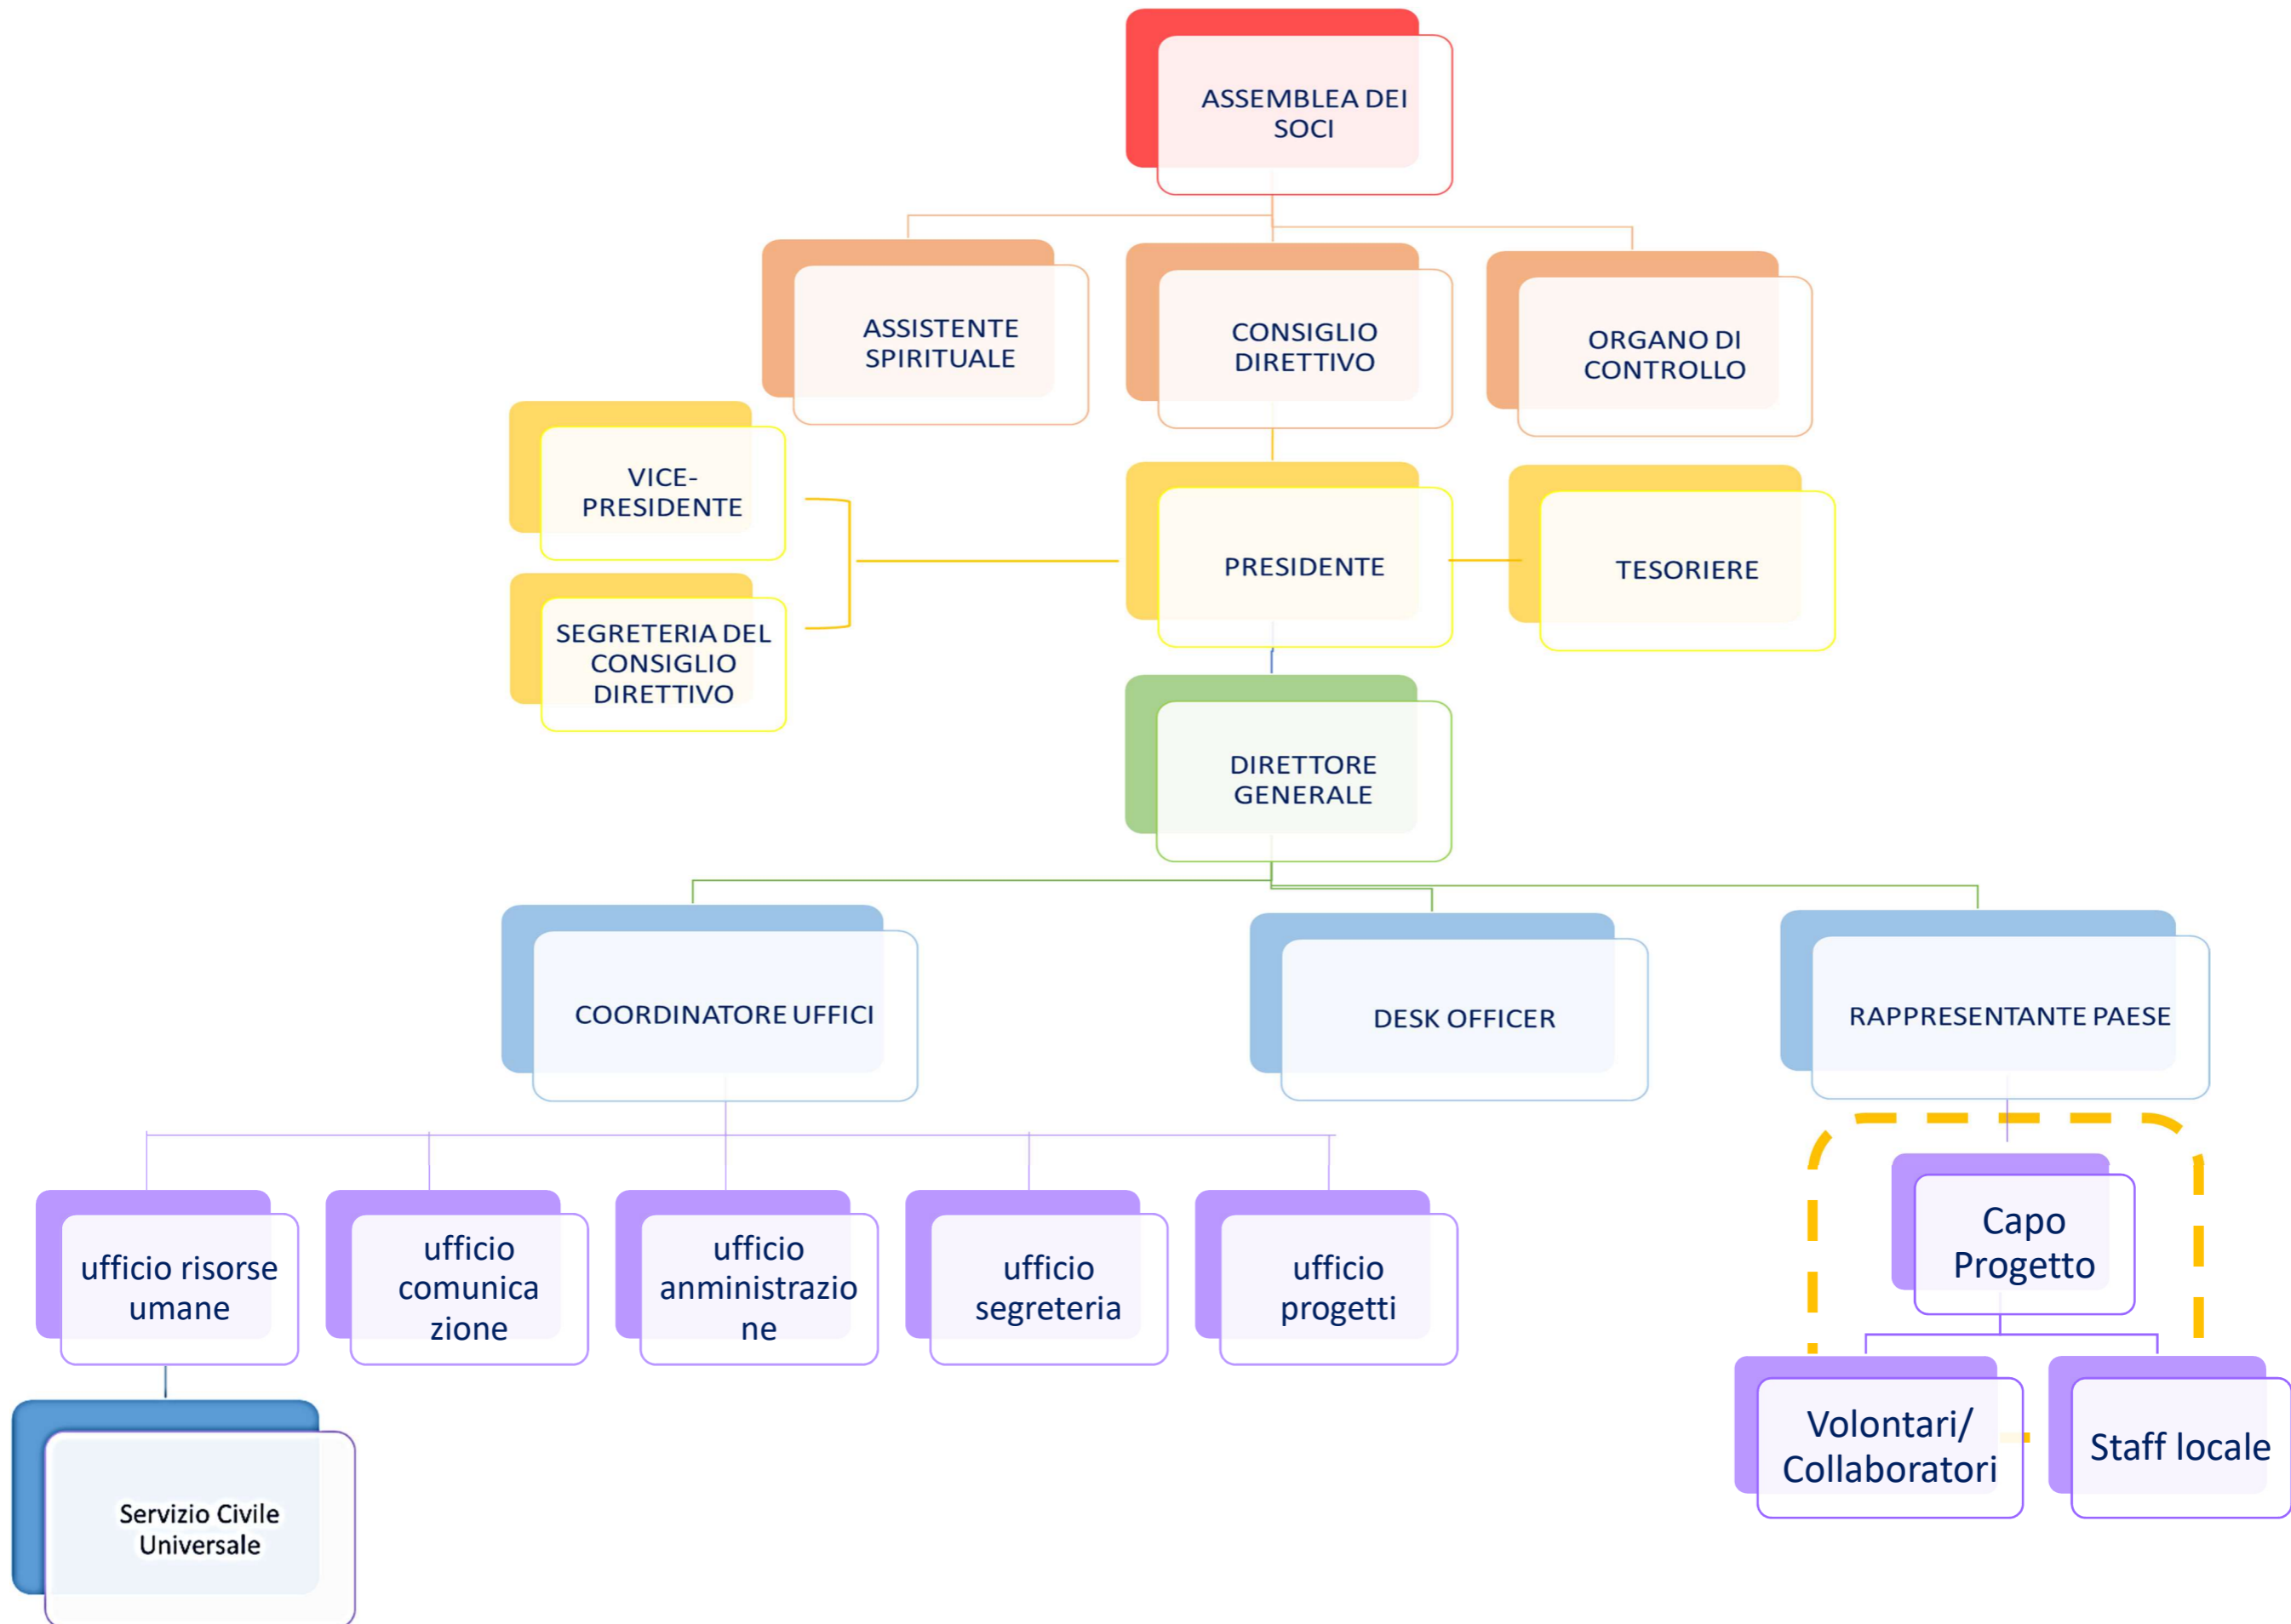 ASSEMBLEA DEI
SOCI
ASSISTENTE
SPIRITUALE
CONSIGLIO
DIRETTIVO
ORGANO DI
CONTROLLO
VICE-
PRESIDENTE
SEGRETERIA DEL
CONSIGLIO
DIRETTIVO
PRESIDENTE
TESORIERE
DIRETTORE
GENERALE
COORDINATORE UFFICI
DESK OFFICER
RAPPRESENTANTE PAESE
ufficio risorse
umane
ufficio
comunica
zione
ufficio
anministrazio
ne
ufficio
segreteria
ufficio
progetti
Capo
Progetto
Volontari/
Collaboratori
Staff locale
Servizio Civile
Universale